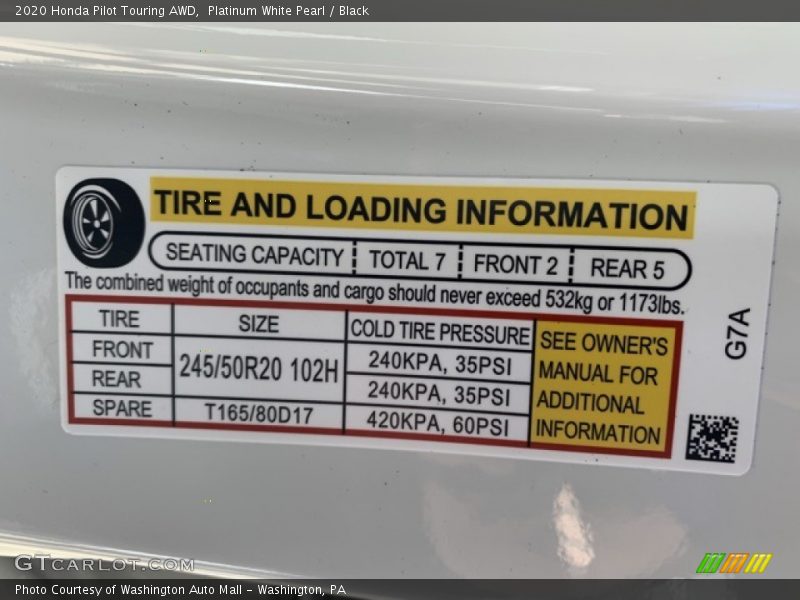 2020 Honda Pilot Touring AWD,  Platinum White Pearl / Black
TIRE AND LOADING INFORMATION
SEATING CAPACITY TOTAL 7 FRONT 2 REAR 5
The combined weight of occupants and cargo should never exceed 532kg or 1173lbs.
TIRE SIZE COLD TIRE PRESSURE
FRONT 245/50R20 102H 240KPA, 35PSI
REAR 240KPA, 35PSI
SPARE T165/80D17 420KPA, 60PSI
SEE OWNER'S
MANUAL FOR
ADDITIONAL
INFORMATION
G7A
GTcarlot.com
Photo Courtesy of Washington Auto Mall - Washington, PA